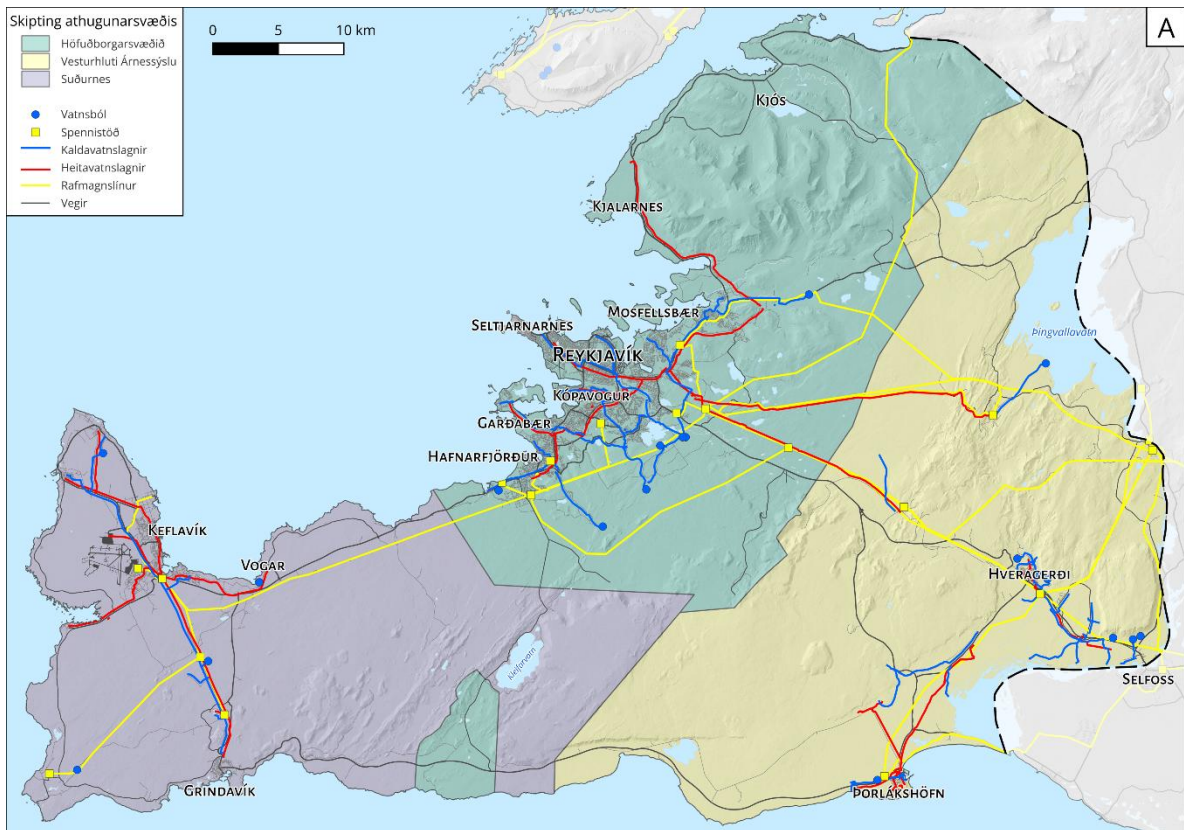 Skipting athugunarsvæðis
Höfuðborgarsvæðið
Vesturhluti Árnessýslu
Suðurnes
Vatnsból
Spennistöð
Kaldavatnslagnir
Heitavatnslagnir
Rafmagnslínur
Vegir
0 5 10 km
A
Kjós
Kjalarnes
Mosfellsbær
Seltjarnarnes
Reykjavík
Þingvallavatn
Kópavogur
Garðabær
Hafnarfjörður
Keflavík
Vogar
Hveragerði
Kleifarvatn
Selfoss
Grindavík
Þorlákshöfn